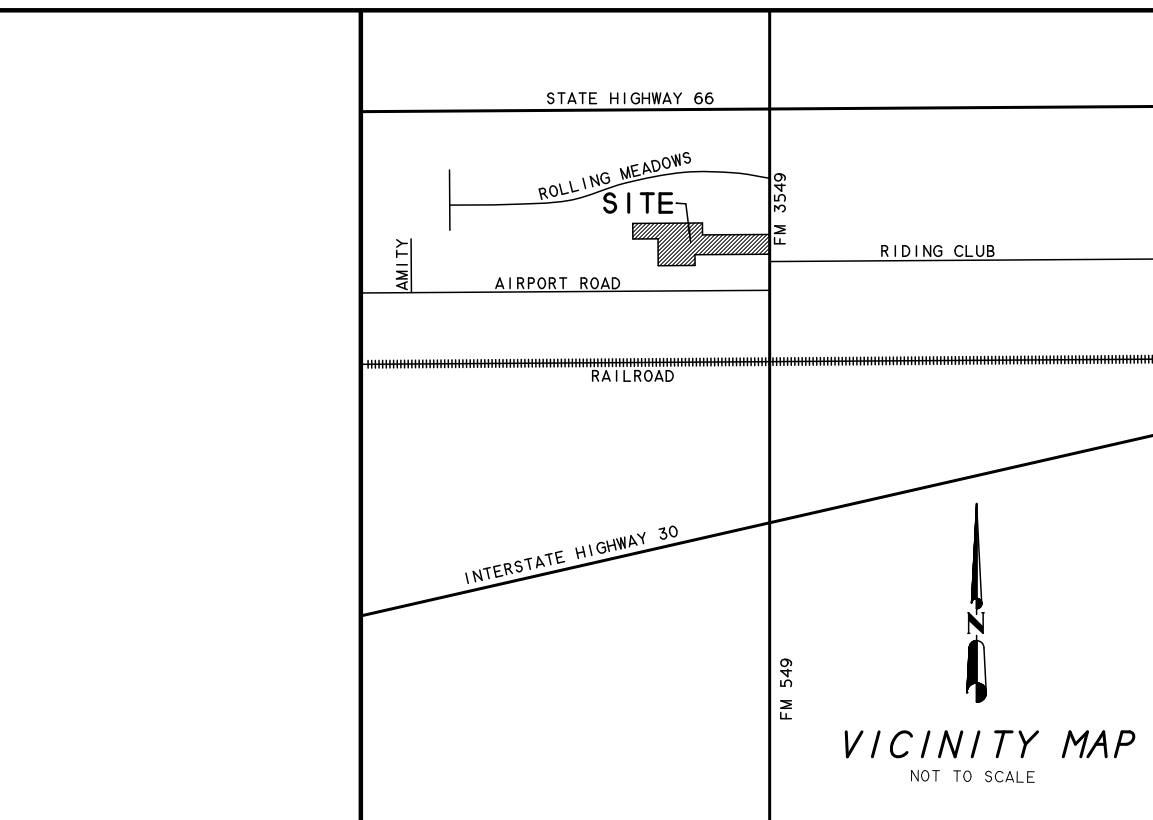 STATE HIGHWAY 66
ROLLING MEADOWS
SITE
FM 3549
AMITY
RIDING CLUB
AIRPORT ROAD
RAILROAD
INTERSTATE HIGHWAY 30
N
FM 549
VICINITY MAP
NOT TO SCALE